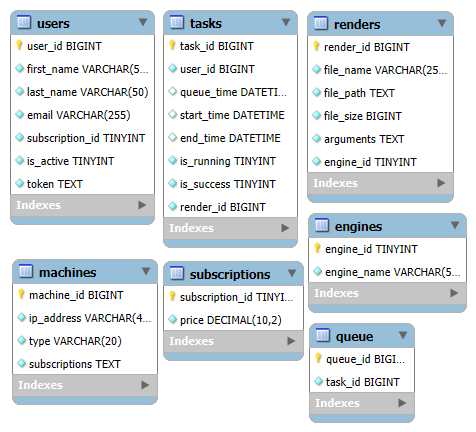 users
user_id BIGINT
first_name VARCHAR(5...
last_name VARCHAR(50)
email VARCHAR(255)
subscription_id TINYINT
is_active TINYINT
token TEXT
Indexes
tasks
task_id BIGINT
user_id BIGINT
queue_time DATETI...
start_time DATETIME
end_time DATETIME
is_running TINYINT
is_success TINYINT
render_id BIGINT
Indexes
renders
render_id BIGINT
file_name VARCHAR(25...
file_path TEXT
file_size BIGINT
arguments TEXT
engine_id TINYINT
Indexes
engines
engine_id TINYINT
engine_name VARCHAR(5...
Indexes
machines
machine_id BIGINT
ip_address VARCHAR(4...
type VARCHAR(20)
subscriptions TEXT
Indexes
subscriptions
subscription_id TINYI...
price DECIMAL(10,2)
Indexes
queue
queue_id BIGI...
task_id BIGINT
Indexes